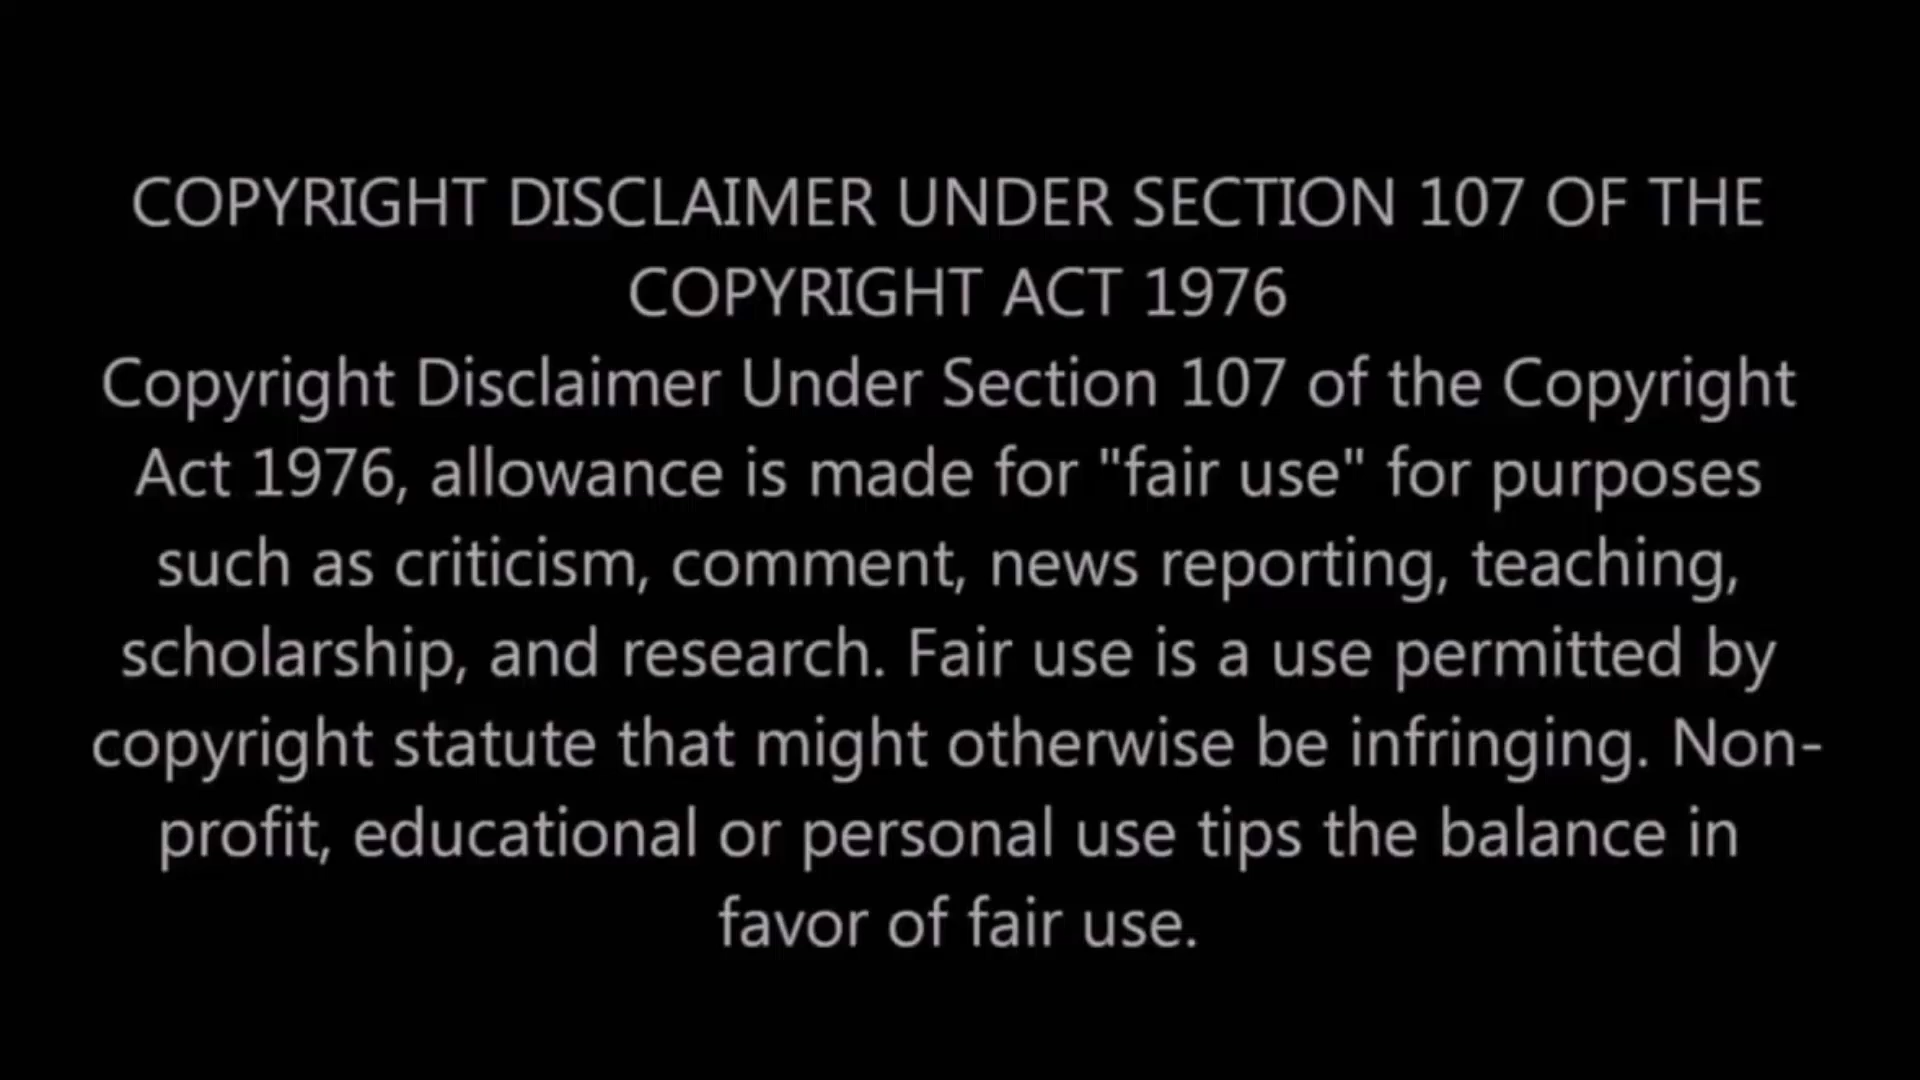 COPYRIGHT DISCLAIMER UNDER SECTION 107 OF THE
COPYRIGHT ACT 1976
Copyright Disclaimer Under Section 107 of the Copyright
Act 1976, allowance is made for "fair use" for purposes
such as criticism, comment, news reporting, teaching,
scholarship, and research. Fair use is a use permitted by
copyright statute that might otherwise be infringing. Non-
profit, educational or personal use tips the balance in
favor of fair use.